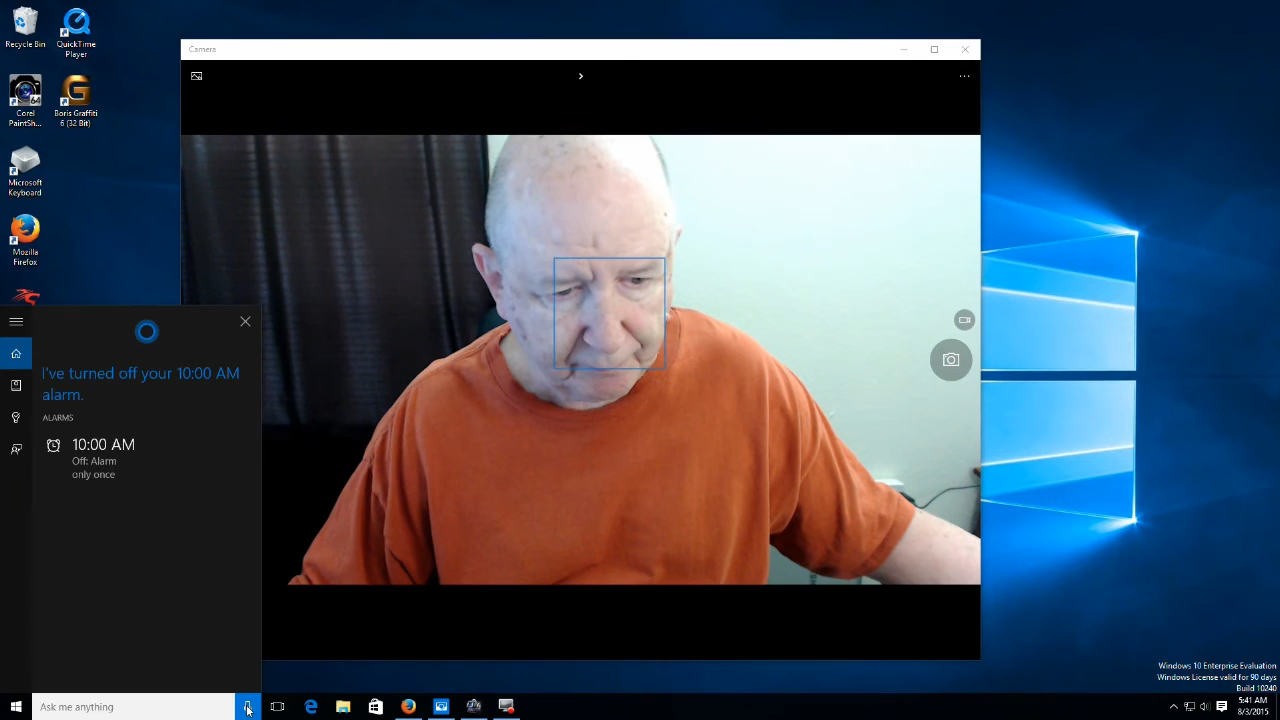 Recycle Bin
QuickTime
Player
Corel
PaintSh...
64
Boris Graffiti
6 (32 Bit)
Microsoft
Keyboard
Mozilla
Firefox
Camera
I've turned off your 10:00 AM
alarm.
ALARMS
10:00 AM
Off: Alarm
only once
Ask me anything
Windows 10 Enterprise Evaluation
Windows License valid for 90 days
Build 10240
5:41 AM
8/3/2015